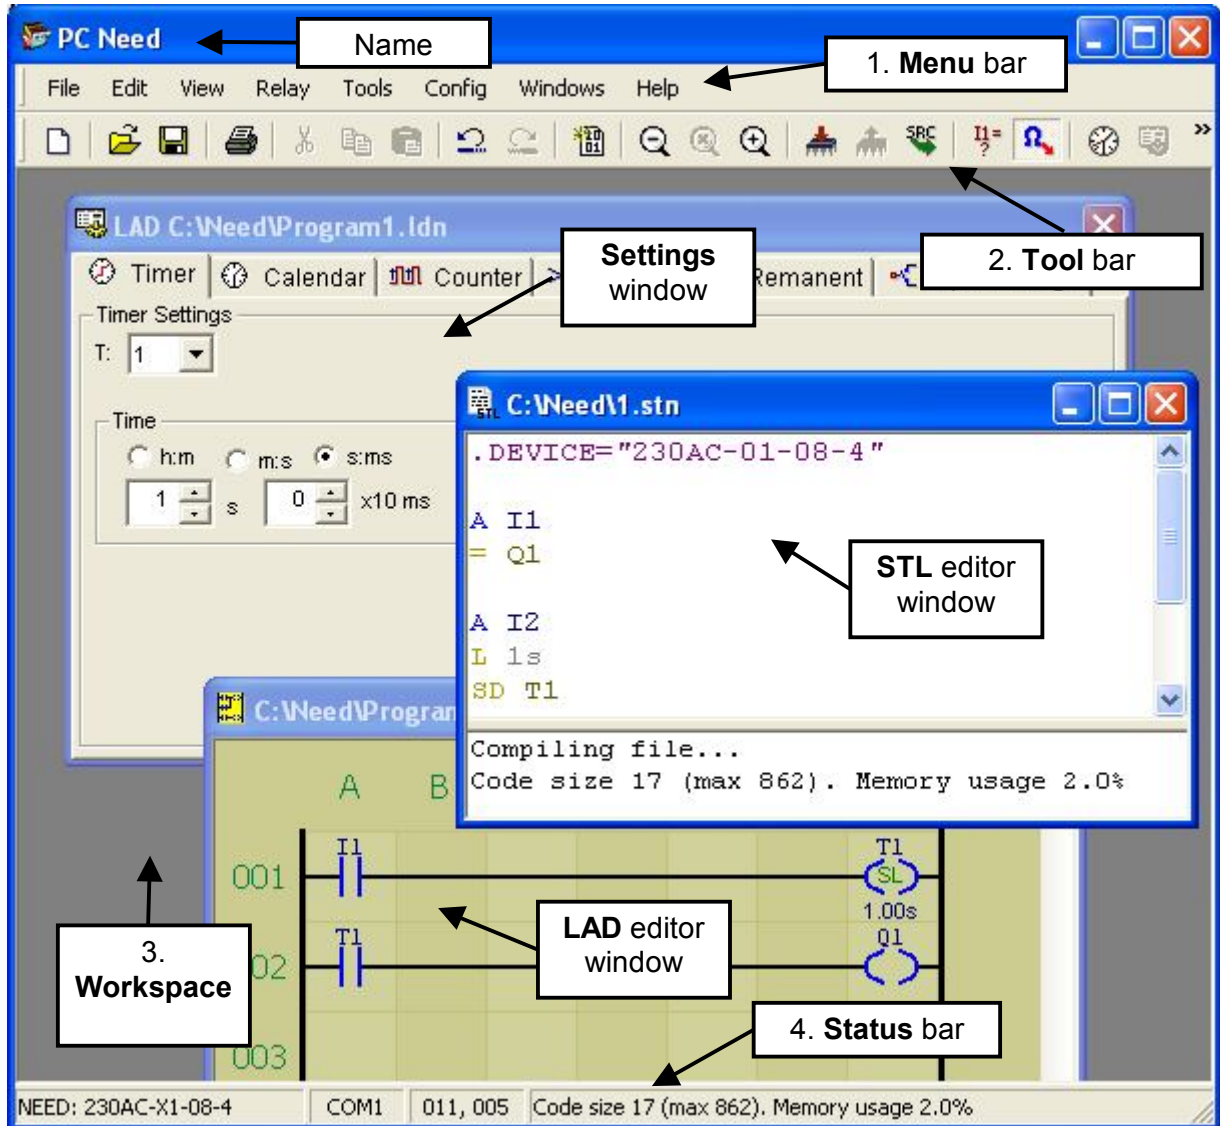 PC Need
Name
1. Menu bar
File Edit View Relay Tools Config Windows Help
SRC I1= ?
2. Tool bar
LAD C:\Need\Program1.ldn
Timer Calendar Counter Remanent
Settings
window
Timer Settings
T: 1
Time
h:m m:s s:ms
1 s 0 x10 ms
STL C:\Need\1.stn
.DEVICE="230AC-01-08-4"
A I1
= Q1
A I2
L 1s
SD T1
STL editor
window
Compiling file...
Code size 17 (max 862). Memory usage 2.0%
C:\Need\Program
A B
001 I1 T1
SL
1.00s
02 T1 Q1
003
LAD editor
window
3.
Workspace
4. Status bar
NEED: 230AC-X1-08-4 COM1 011, 005 Code size 17 (max 862). Memory usage 2.0%